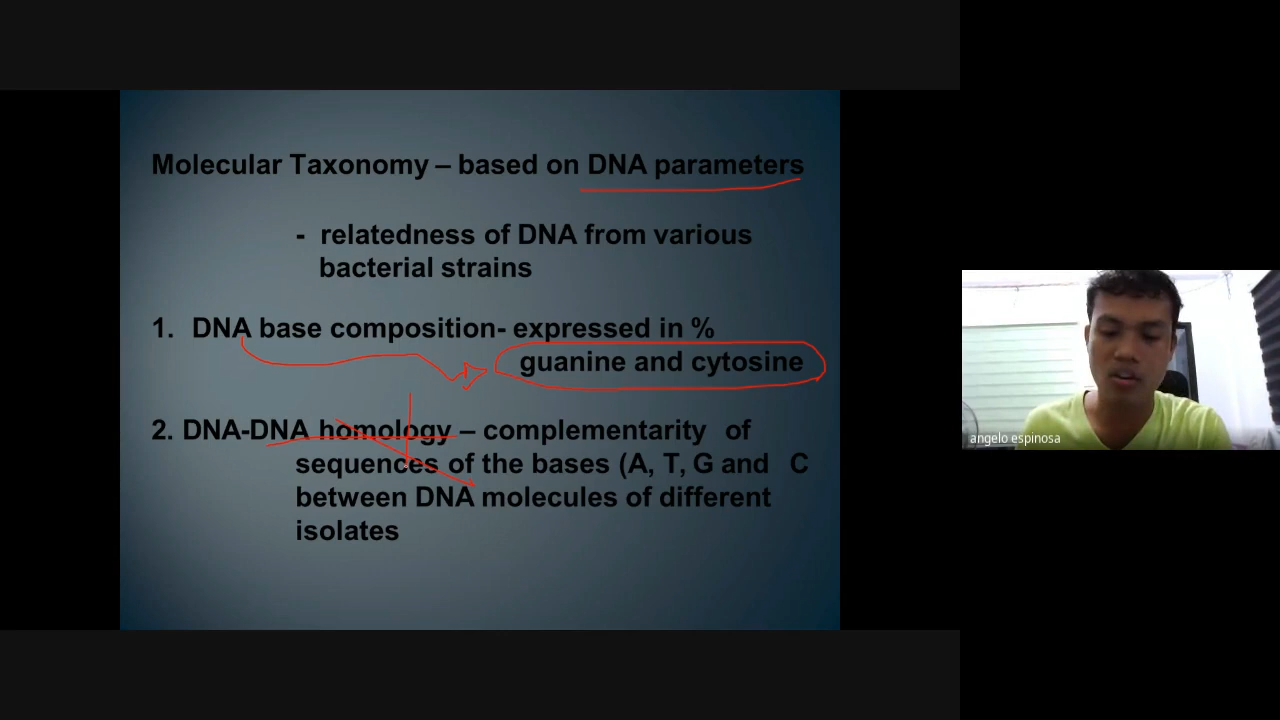 Molecular Taxonomy – based on DNA parameters
- relatedness of DNA from various
bacterial strains
1. DNA base composition- expressed in %
guanine and cytosine
2. DNA-DNA homology – complementarity of
sequences of the bases (A, T, G and C
between DNA molecules of different
isolates
angelo espinosa